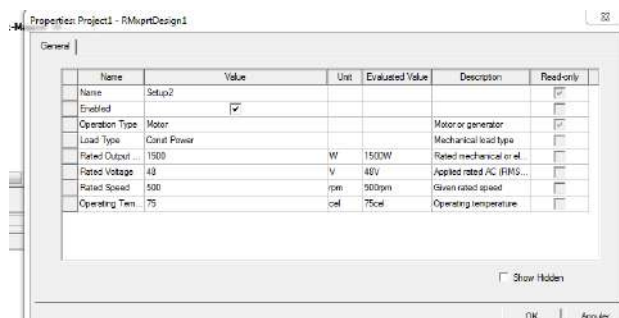 Properties: Project1 - RMxprtDesign1
General
Name Value Unit Evaluated Value Description Read-only
Name Setup2
Enabled
Operation Type Motor Motor or generator
Load Type Const Power Mechanical load type
Rated Output ... 1500 W 1500W Rated mechanical or el...
Rated Voltage 48 V 48V Applied rated AC (RMS...
Rated Speed 500 rpm 500rpm Given rated speed
Operating Tem... 75 cel 75cel Operating temperature
Show Hidden
OK Annuler